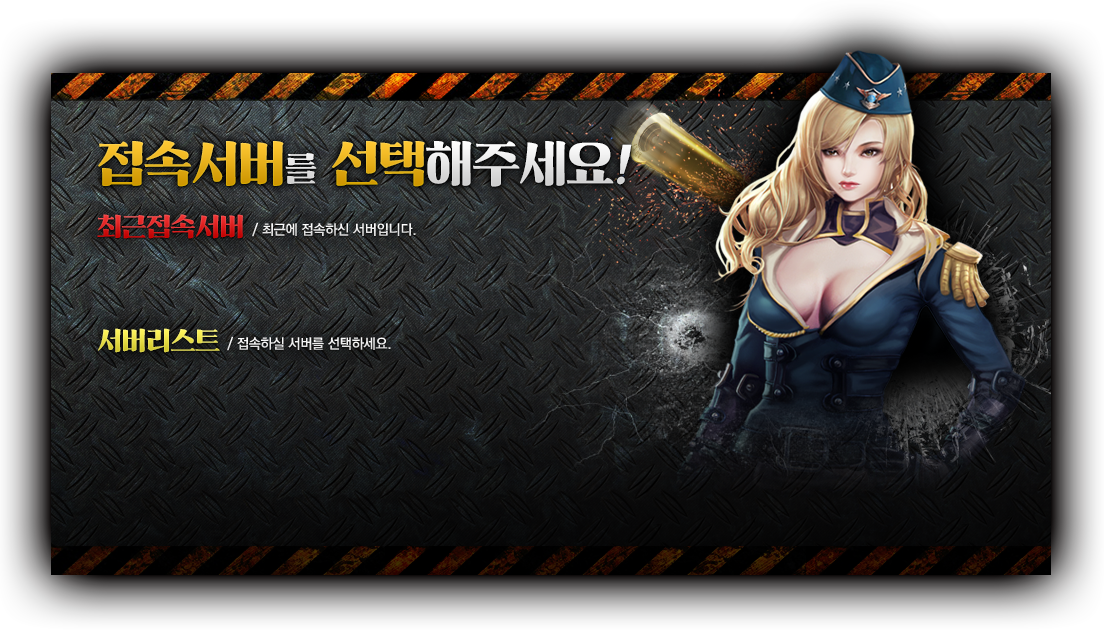 접속서버를 선택해주세요!
최근접속서버 / 최근에 접속하신 서버입니다.
서버리스트 / 접속하실 서버를 선택하세요.